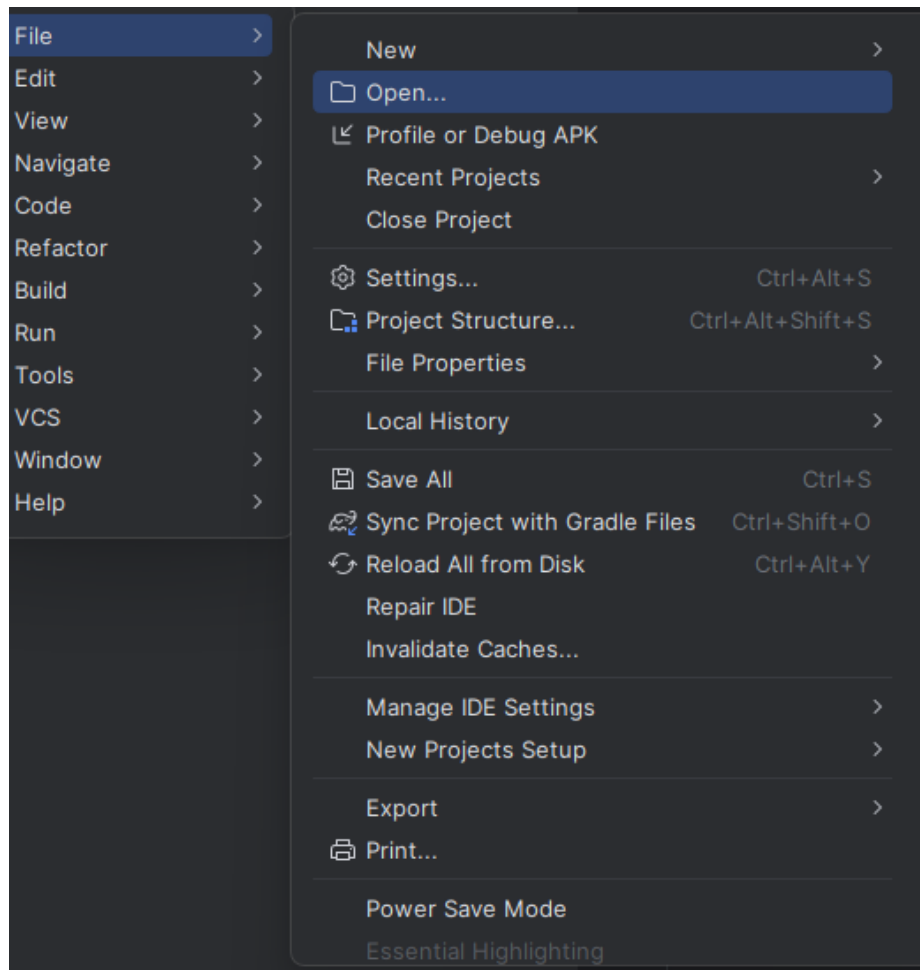 File
Edit
View
Navigate
Code
Refactor
Build
Run
Tools
VCS
Window
Help
New
Open...
Profile or Debug APK
Recent Projects
Close Project
Settings... Ctrl+Alt+S
Project Structure... Ctrl+Alt+Shift+S
File Properties
Local History
Save All Ctrl+S
Sync Project with Gradle Files Ctrl+Shift+O
Reload All from Disk Ctrl+Alt+Y
Repair IDE
Invalidate Caches...
Manage IDE Settings
New Projects Setup
Export
Print...
Power Save Mode
Essential Highlighting